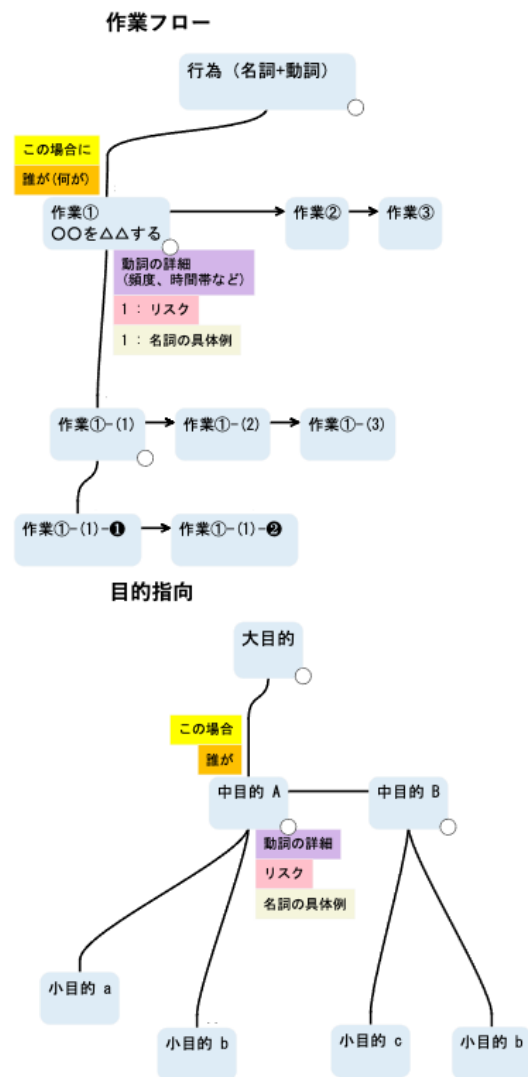 作業フロー
行為 (名詞+動詞)
この場合に
誰が(何が)
作業①
〇〇を△△する
作業②
作業③
動詞の詳細
(頻度、時間帯など)
1 : リスク
1 : 名詞の具体例
作業①-(1)
作業①-(2)
作業①-(3)
作業①-(1)-❶
作業①-(1)-❷
目的指向
大目的
この場合
誰が
中目的 A
中目的 B
動詞の詳細
リスク
名詞の具体例
小目的 a
小目的 b
小目的 c
小目的 b